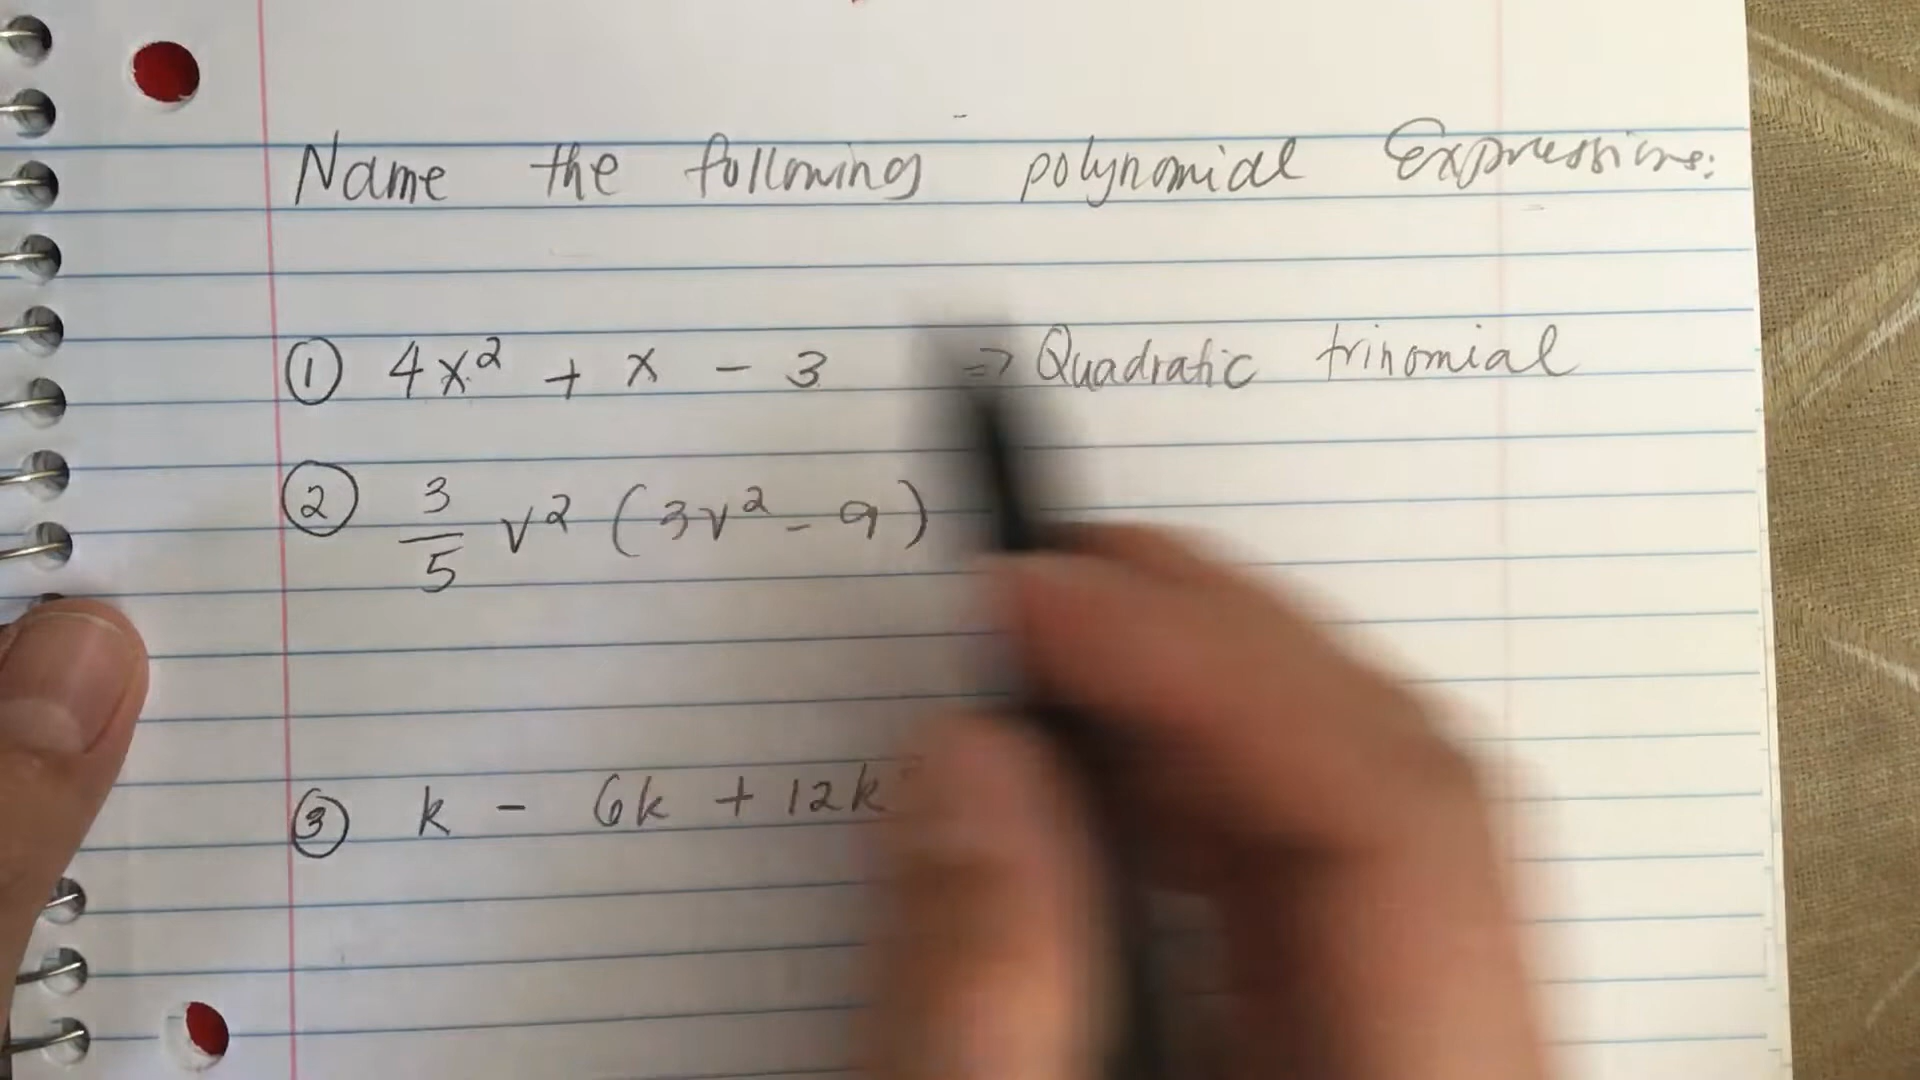 Name the following polynomial Expressions:
① 4x² + x - 3 => Quadratic trinomial
② 3/5 v² (3v² - 9)
③ k - 6k + 12k